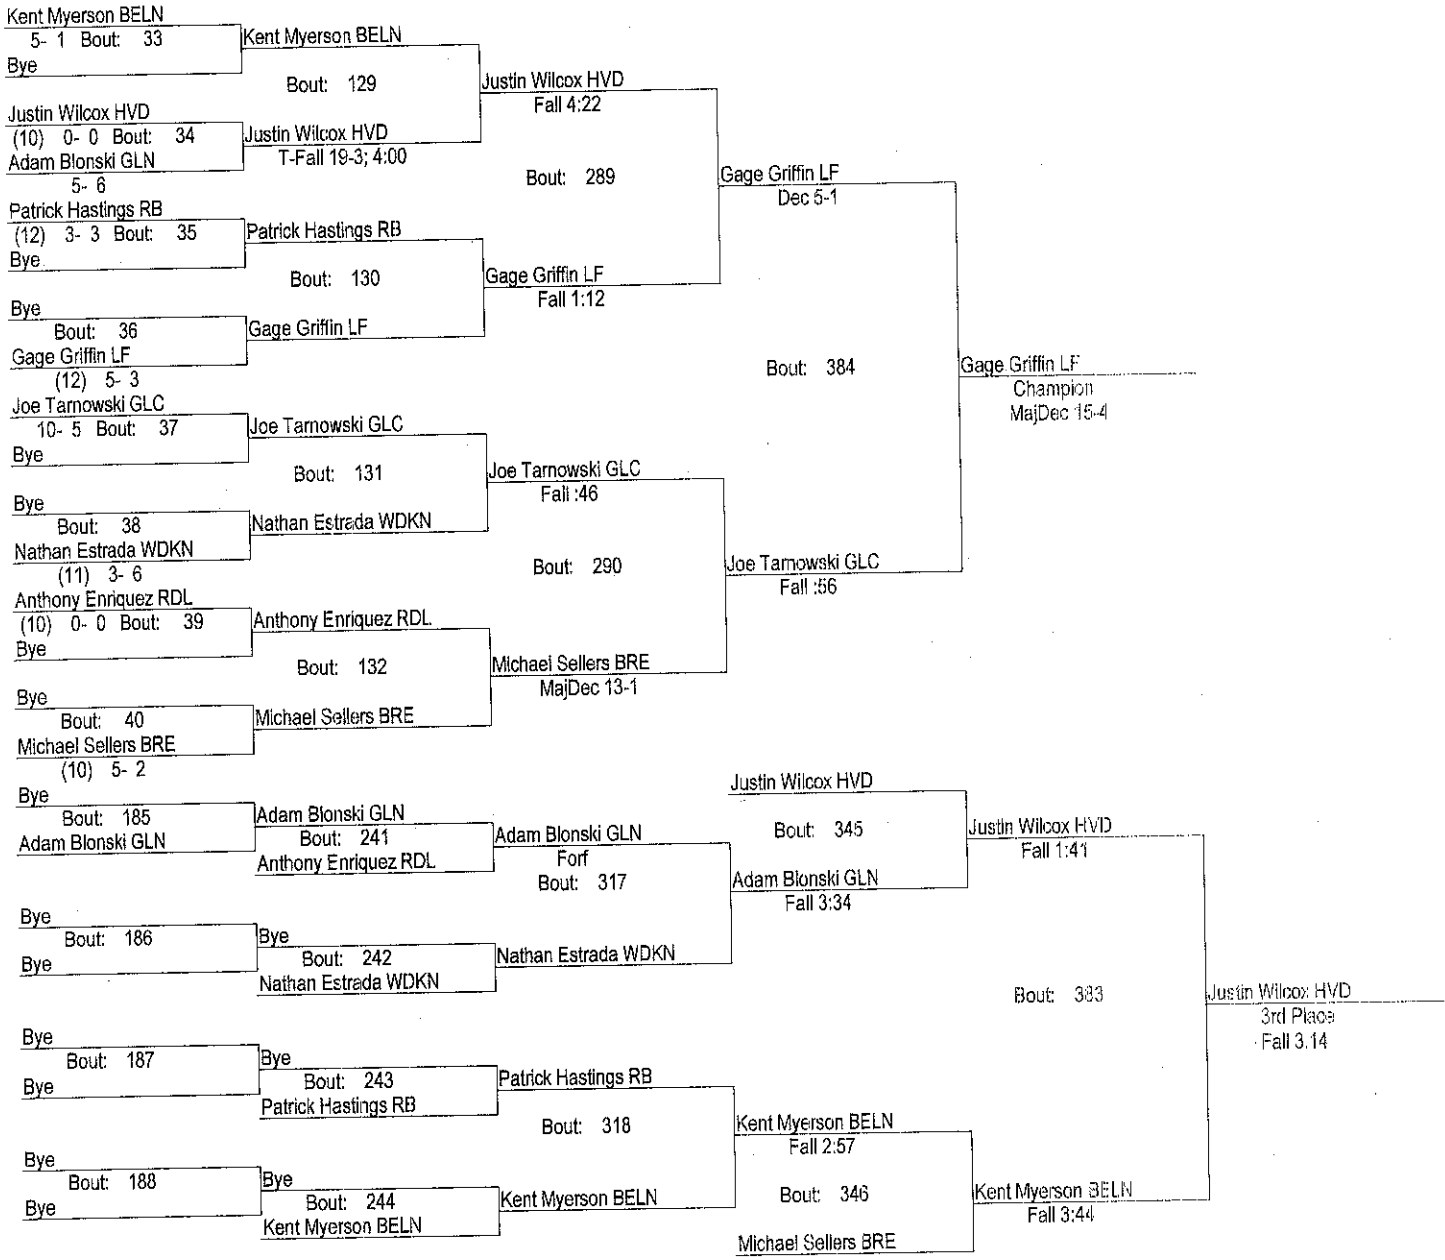 Kent Myerson BELN
5- 1 Bout: 33
Bye
Kent Myerson BELN
Bout: 129
Justin Wilcox HVD
(10) 0- 0 Bout: 34
Adam Blonski GLN
5- 6
Justin Wilcox HVD
T-Fall 19-3; 4:00
Justin Wilcox HVD
Fall 4:22
Bout: 289
Patrick Hastings RB
(12) 3- 3 Bout: 35
Bye
Patrick Hastings RB
Bout: 130
Bye
Bout: 36
Gage Griffin LF
(12) 5- 3
Gage Griffin LF
Gage Griffin LF
Fall 1:12
Gage Griffin LF
Dec 5-1
Bout: 384
Gage Griffin LF
Champion
MajDec 15-4
Joe Tarnowski GLC
10- 5 Bout: 37
Bye
Joe Tarnowski GLC
Bout: 131
Bye
Bout: 38
Nathan Estrada WDKN
(11) 3- 6
Nathan Estrada WDKN
Joe Tarnowski GLC
Fall :46
Bout: 290
Anthony Enriquez RDL
(10) 0- 0 Bout: 39
Bye
Anthony Enriquez RDL
Bout: 132
Bye
Bout: 40
Michael Sellers BRE
(10) 5- 2
Michael Sellers BRE
Michael Sellers BRE
MajDec 13-1
Joe Tarnowski GLC
Fall :56
Bye
Bout: 185
Adam Blonski GLN
Adam Blonski GLN
Bout: 241
Anthony Enriquez RDL
Adam Blonski GLN
Forf
Bout: 317
Bye
Bout: 186
Bye
Bye
Bout: 242
Nathan Estrada WDKN
Nathan Estrada WDKN
Justin Wilcox HVD
Bout: 345
Adam Blonski GLN
Fall 3:34
Justin Wilcox HVD
Fall 1:41
Bout: 383
Justin Wilcox HVD
3rd Place
Fall 3.14
Bye
Bout: 187
Bye
Bye
Bout: 243
Patrick Hastings RB
Patrick Hastings RB
Bout: 318
Bye
Bout: 188
Bye
Bye
Bout: 244
Kent Myerson BELN
Kent Myerson BELN
Kent Myerson BELN
Fall 2:57
Bout: 346
Michael Sellers BRE
Kent Myerson BELN
Fall 3:44